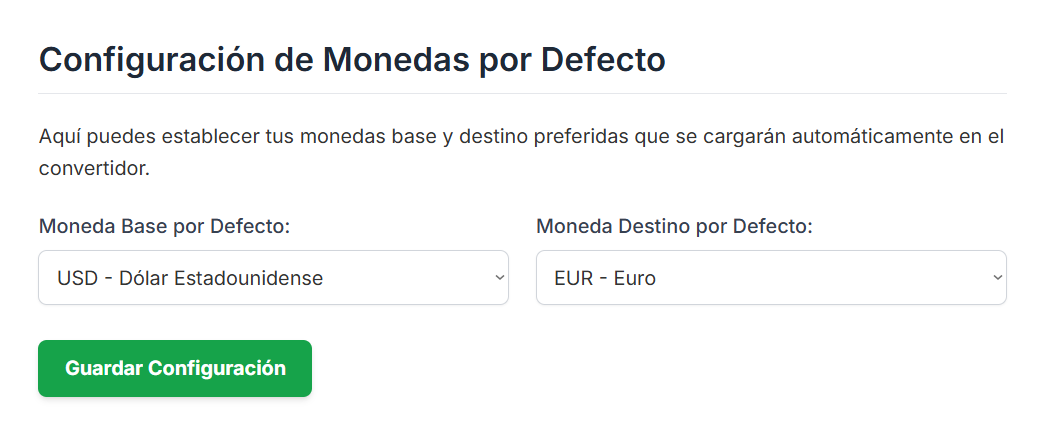 Configuración de Monedas por Defecto
Aquí puedes establecer tus monedas base y destino preferidas que se cargarán automáticamente en el
convertidor.
Moneda Base por Defecto:
USD - Dólar Estadounidense
Moneda Destino por Defecto:
EUR - Euro
Guardar Configuración